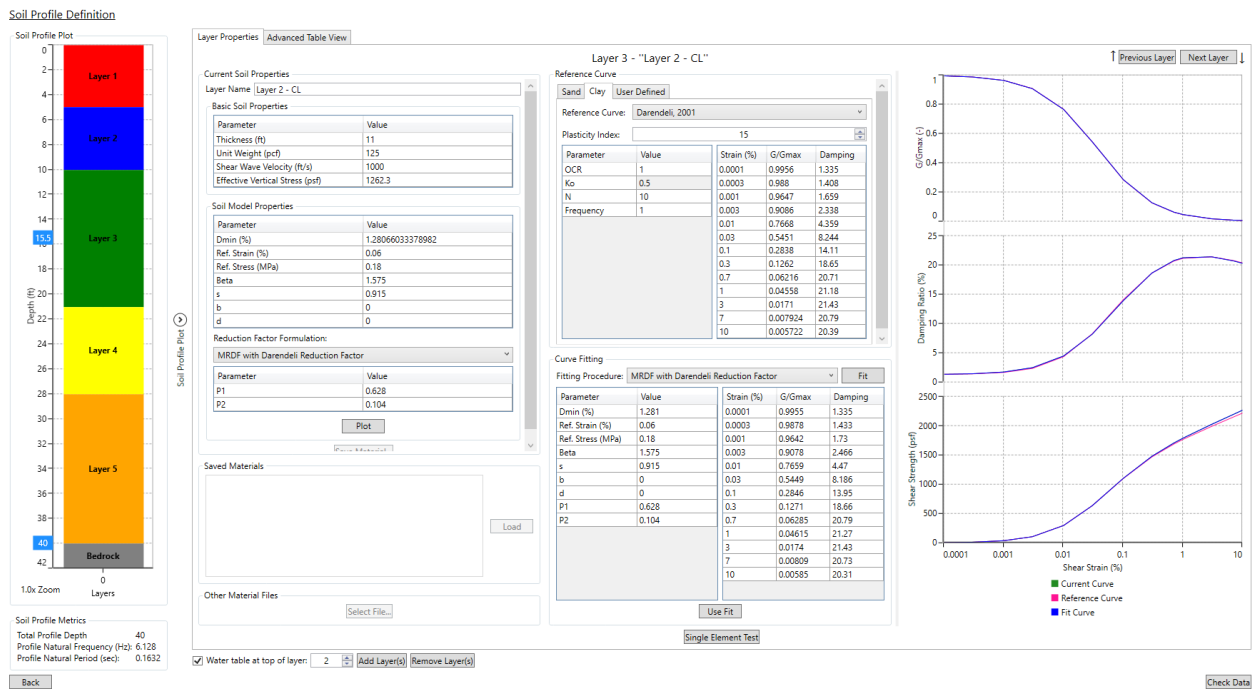 Soil Profile Definition
Soil Profile Plot
0
2
4
6
8
10
12
14
15.5
16
18
20
22
24
26
28
30
32
34
36
38
40
42
Depth (ft)
Layer 1
Layer 2
Layer 3
Layer 4
Layer 5
Bedrock
0
1.0x Zoom
Layers
Soil Profile Metrics
Total Profile Depth 40
Profile Natural Frequency (Hz): 6.128
Profile Natural Period (sec): 0.1632
Back
Soil Profile Plot
Layer Properties Advanced Table View
Layer 3 - "Layer 2 - CL"
Previous Layer Next Layer
Current Soil Properties
Layer Name Layer 2 - CL
Basic Soil Properties
Parameter Value
Thickness (ft) 11
Unit Weight (pcf) 125
Shear Wave Velocity (ft/s) 1000
Effective Vertical Stress (psf) 1262.3
Soil Model Properties
Parameter Value
Dmin (%) 1.28066033378982
Ref. Strain (%) 0.06
Ref. Stress (MPa) 0.18
Beta 1.575
s 0.915
b 0
d 0
Reduction Factor Formulation:
MRDF with Darendeli Reduction Factor
Parameter Value
P1 0.628
P2 0.104
Plot
Save Material
Saved Materials
Load
Other Material Files
Select File...
Reference Curve
Sand Clay User Defined
Reference Curve: Darendeli, 2001
Plasticity Index: 15
Parameter Value
OCR 1
Ko 0.5
N 10
Frequency 1
Strain (%) G/Gmax Damping
0.0001 0.9956 1.335
0.0003 0.988 1.408
0.001 0.9647 1.659
0.003 0.9086 2.338
0.01 0.7668 4.359
0.03 0.5451 8.244
0.1 0.2838 14.11
0.3 0.1262 18.65
0.7 0.06216 20.71
1 0.04558 21.18
3 0.0171 21.43
7 0.007924 20.79
10 0.005722 20.39
Curve Fitting
Fitting Procedure: MRDF with Darendeli Reduction Factor Fit
Parameter Value
Dmin (%) 1.281
Ref. Strain (%) 0.06
Ref. Stress (MPa) 0.18
Beta 1.575
s 0.915
b 0
d 0
P1 0.628
P2 0.104
Strain (%) G/Gmax Damping
0.0001 0.9955 1.335
0.0003 0.9878 1.433
0.001 0.9642 1.73
0.003 0.9078 2.466
0.01 0.7659 4.47
0.03 0.5449 8.186
0.1 0.2846 13.95
0.3 0.1271 18.66
0.7 0.06285 20.79
1 0.04615 21.27
3 0.0174 21.43
7 0.00809 20.73
10 0.00585 20.31
Use Fit
Single Element Test
G/Gmax (-)
1
0.8
0.6
0.4
0.2
0
Damping Ratio (%)
25
20
15
10
5
0
Shear Strength (psf)
2500
2000
1500
1000
500
0
0.0001 0.001 0.01 0.1 1 10
Shear Strain (%)
Current Curve
Reference Curve
Fit Curve
Water table at top of layer: 2 Add Layer(s) Remove Layer(s)
Check Data